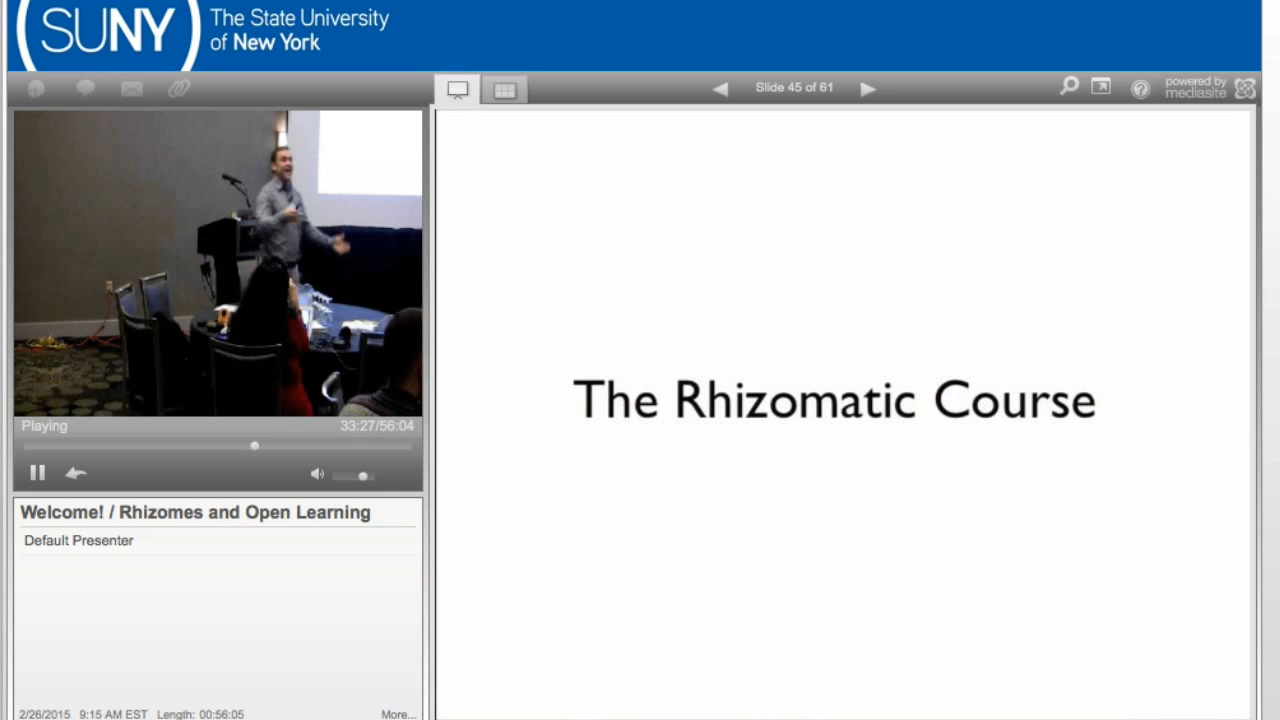 SUNY
The State University
of New York
Slide 45 of 61
powered by
mediasite
The Rhizomatic Course
Playing
33:27/56:04
Welcome! / Rhizomes and Open Learning
Default Presenter
2/26/2015 9:15 AM EST Length: 00:56:05
More...